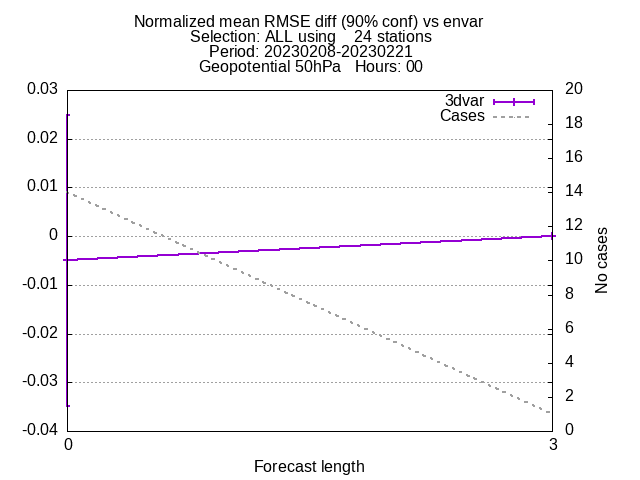 Normalized mean RMSE diff (90% conf) vs envar
Selection: ALL using    24 stations
Period: 20230208-20230221
Geopotential 50hPa   Hours: 00
3dvar
Cases
0.03
0.02
0.01
0
-0.01
-0.02
-0.03
-0.04
20
18
16
14
12
10
8
6
4
2
0
No cases
0
3
Forecast length